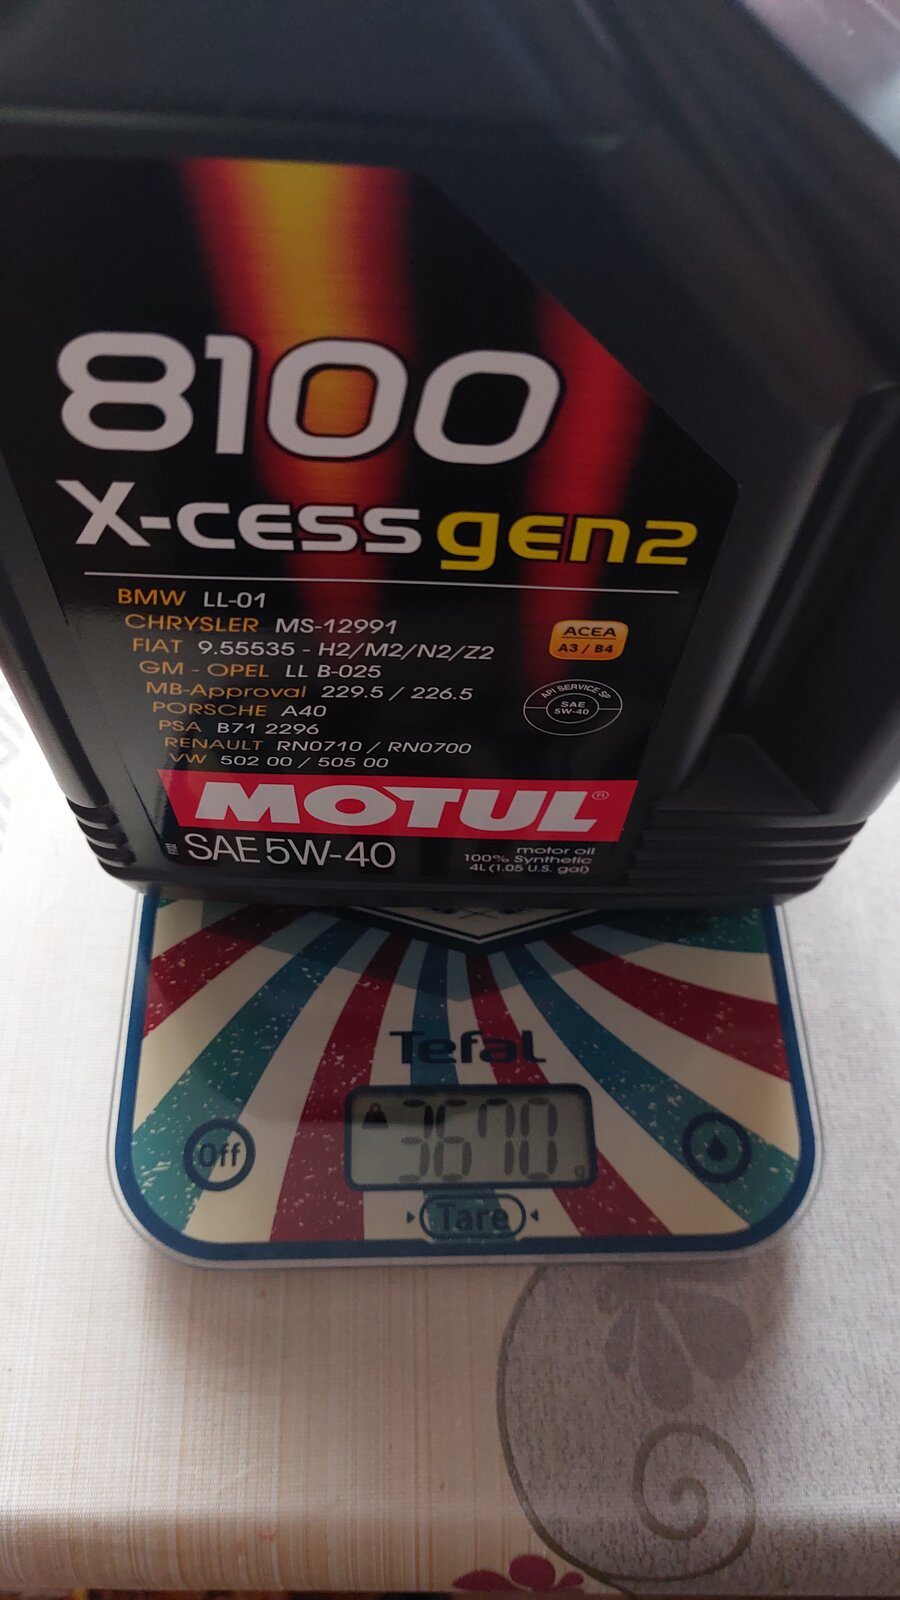 8100
X-cess gen2
BMW LL-01
CHRYSLER MS-12991
FIAT 9.55535 - H2/M2/N2/Z2
GM - OPEL LL B-025
MB-Approval 229.5 / 226.5
PORSCHE A40
PSA B71 2296
RENAULT RN0710 / RN0700
VW 502 00 / 505 00
ACEA
A3 / B4
API SERVICE SP
SAE
5W-40
MOTUL®
SAE 5W-40
motor oil
100% Synthetic
4L (1.05 U.S. gal)
Tefal
Off
3670 g
Tare